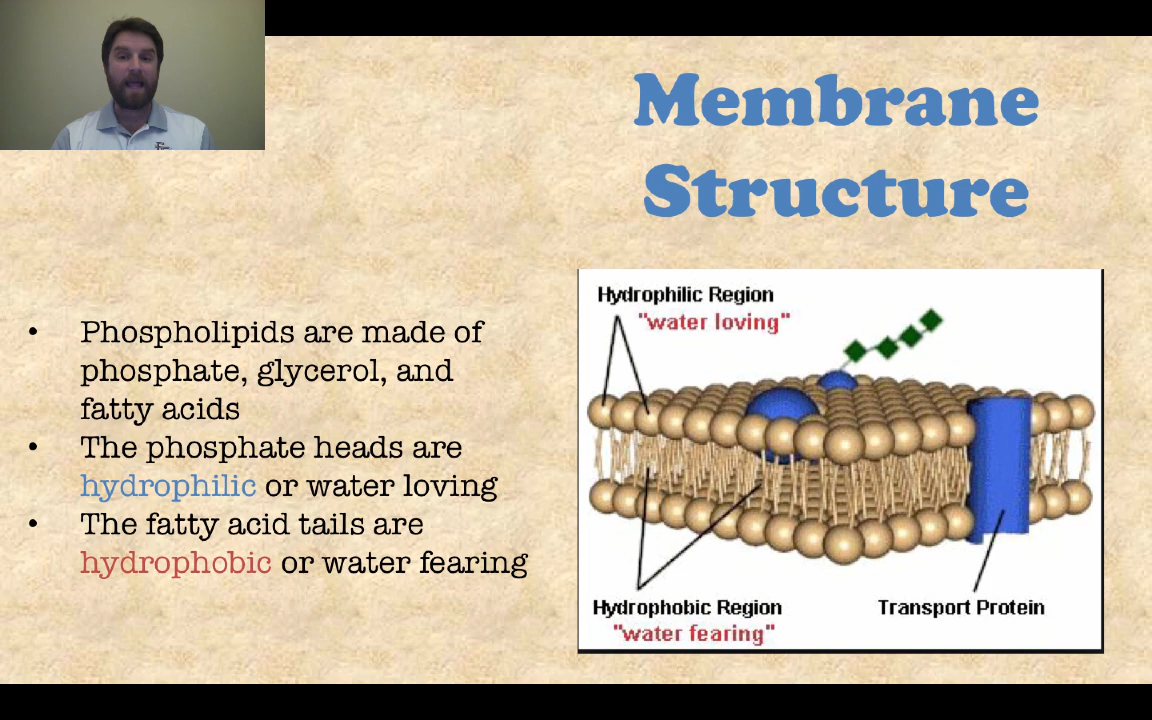 Membrane
Structure
• Phospholipids are made of
phosphate, glycerol, and
fatty acids
• The phosphate heads are
hydrophilic or water loving
• The fatty acid tails are
hydrophobic or water fearing
Hydrophilic Region
"water loving"
Hydrophobic Region
"water fearing"
Transport Protein